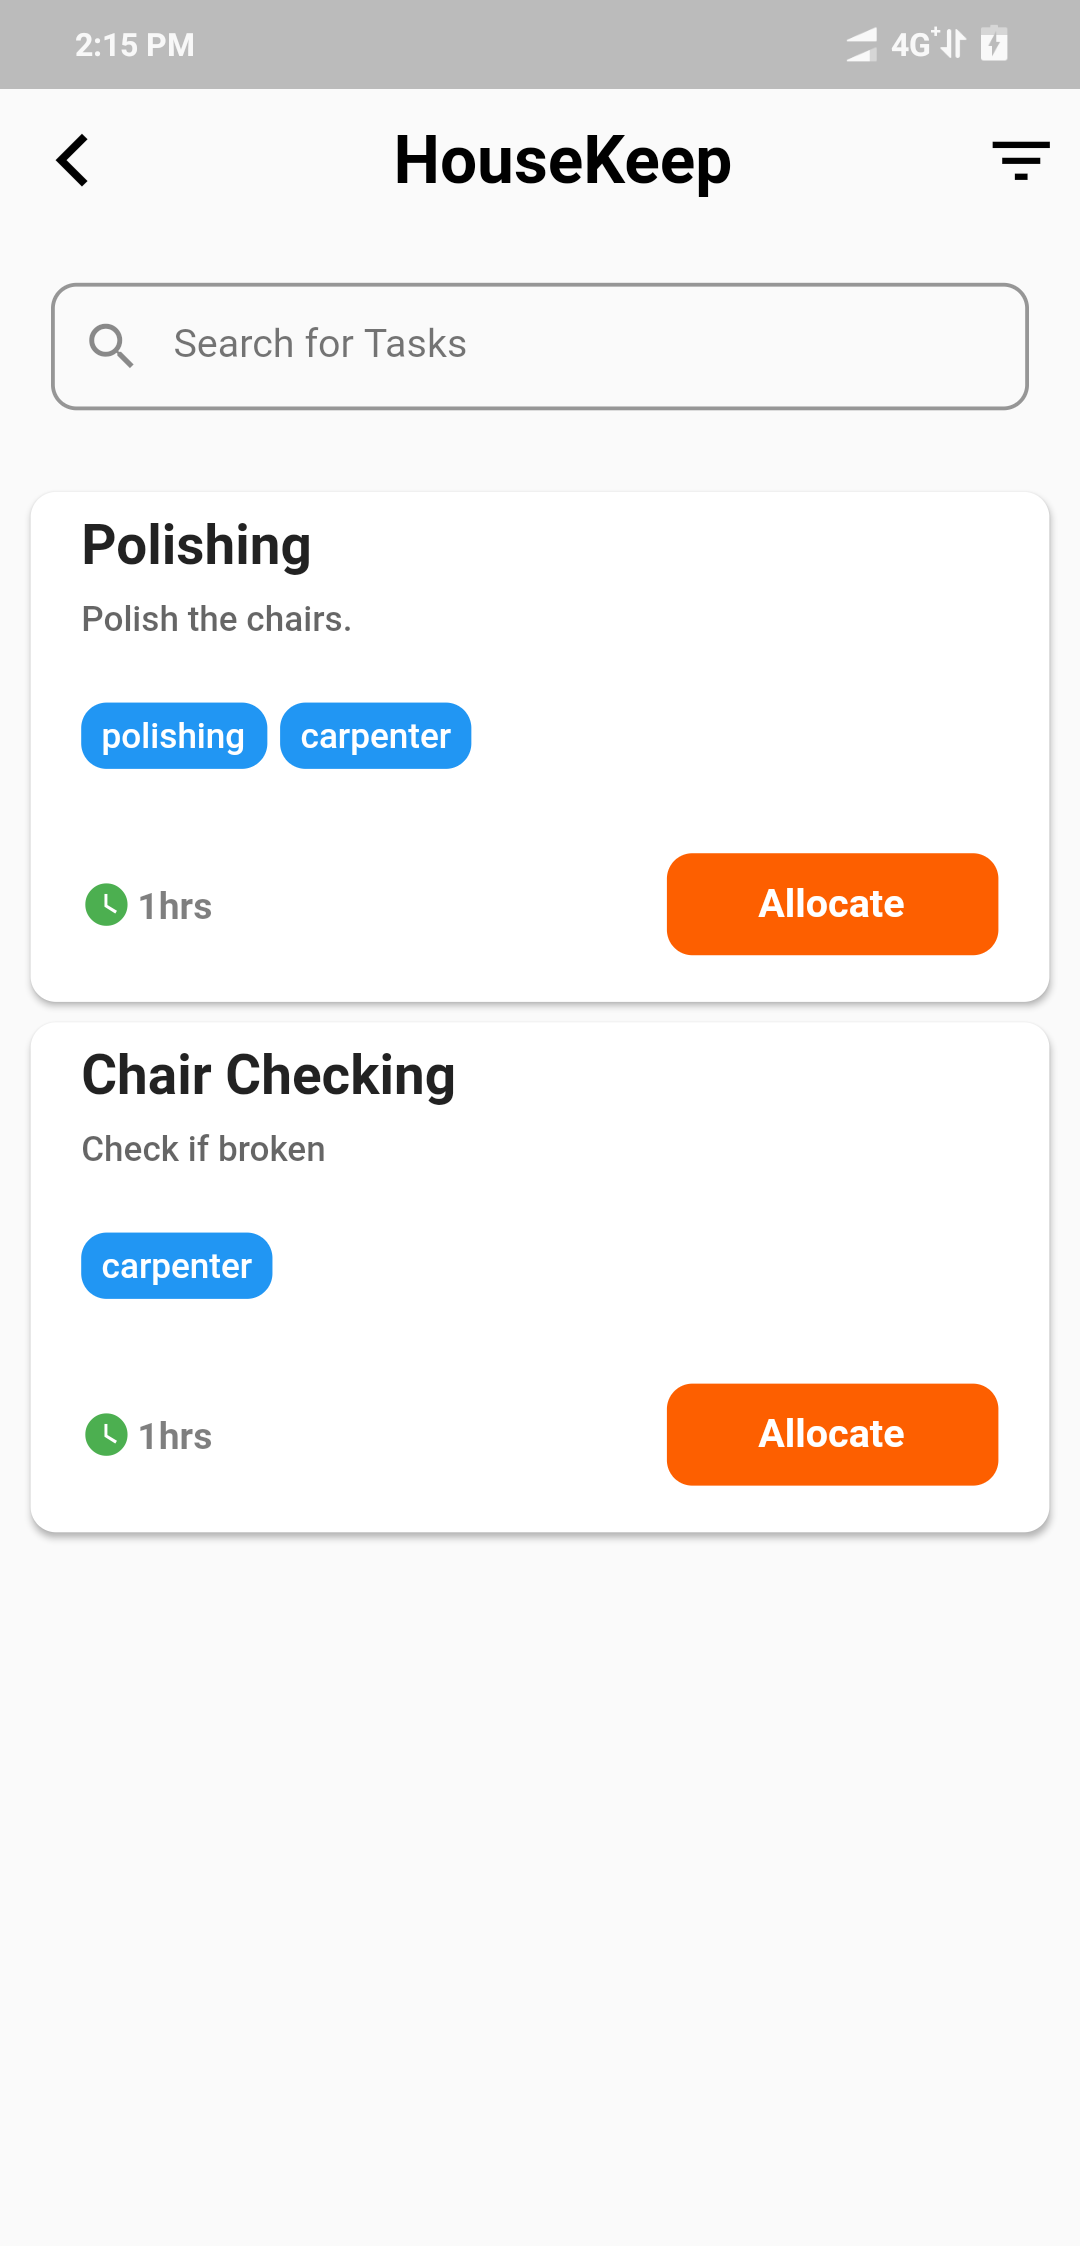 2:15 PM 4G+
HouseKeep
Search for Tasks
Polishing
Polish the chairs.
polishing carpenter
1hrs Allocate
Chair Checking
Check if broken
carpenter
1hrs Allocate